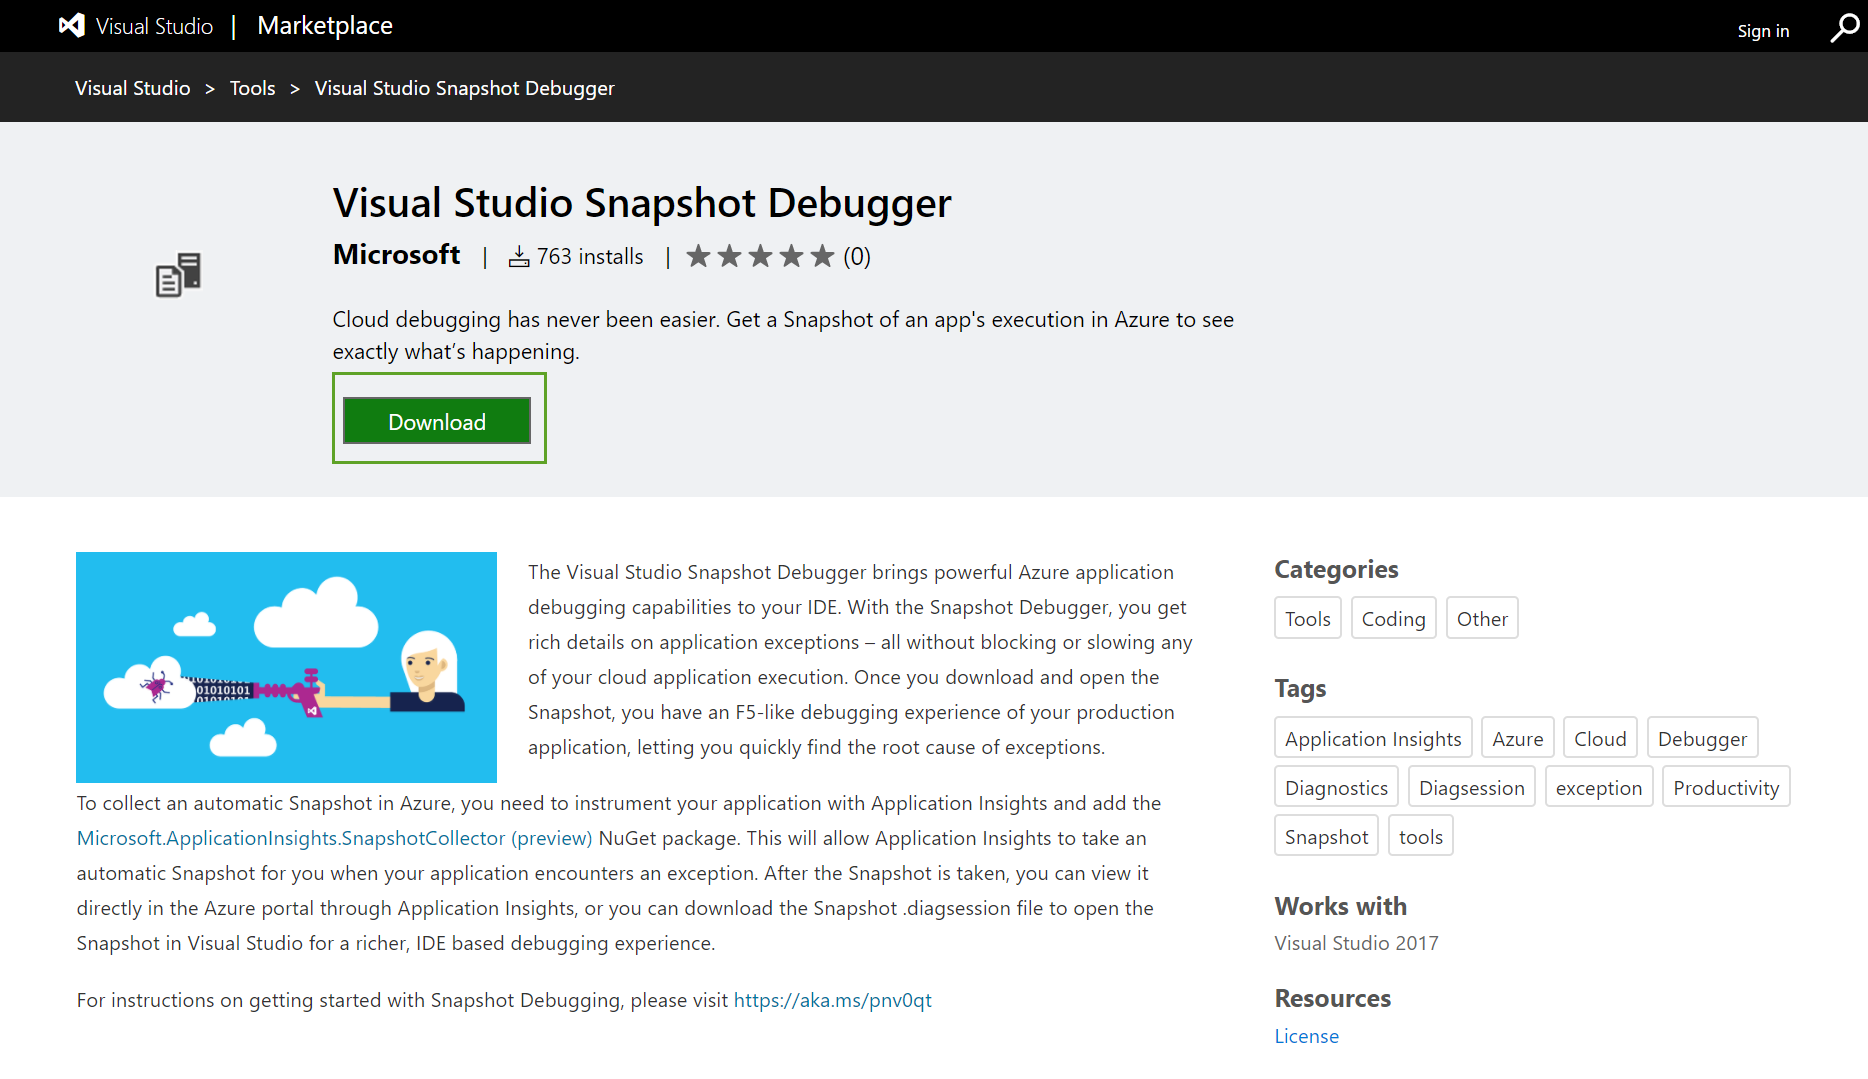 Visual Studio | Marketplace
Sign in
Visual Studio > Tools > Visual Studio Snapshot Debugger
Visual Studio Snapshot Debugger
Microsoft | 763 installs | ★★★★★ (0)
Cloud debugging has never been easier. Get a Snapshot of an app's execution in Azure to see
exactly what’s happening.
Download
The Visual Studio Snapshot Debugger brings powerful Azure application
debugging capabilities to your IDE. With the Snapshot Debugger, you get
rich details on application exceptions – all without blocking or slowing any
of your cloud application execution. Once you download and open the
Snapshot, you have an F5-like debugging experience of your production
application, letting you quickly find the root cause of exceptions.
01010101
To collect an automatic Snapshot in Azure, you need to instrument your application with Application Insights and add the
Microsoft.ApplicationInsights.SnapshotCollector (preview) NuGet package. This will allow Application Insights to take an
automatic Snapshot for you when your application encounters an exception. After the Snapshot is taken, you can view it
directly in the Azure portal through Application Insights, or you can download the Snapshot .diagsession file to open the
Snapshot in Visual Studio for a richer, IDE based debugging experience.
For instructions on getting started with Snapshot Debugging, please visit https://aka.ms/pnv0qt
Categories
Tools Coding Other
Tags
Application Insights Azure Cloud Debugger
Diagnostics Diagsession exception Productivity
Snapshot tools
Works with
Visual Studio 2017
Resources
License